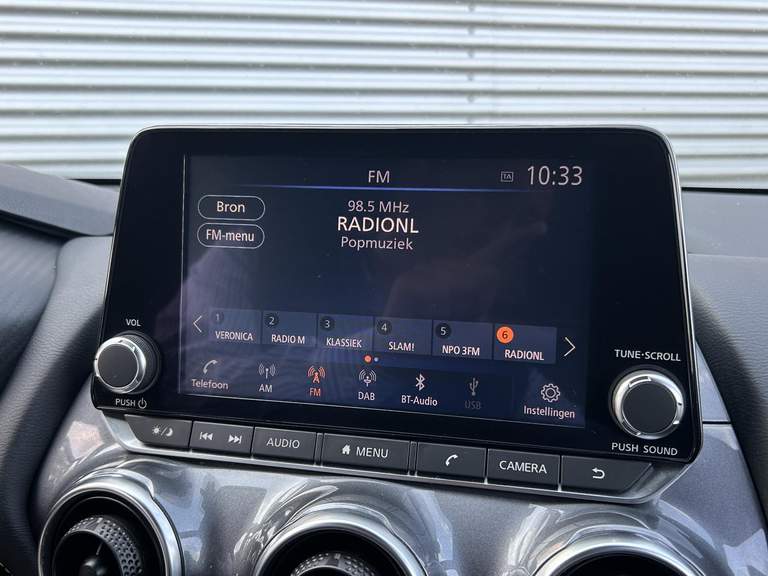 FM
TA
10:33
Bron
98.5 MHz
RADIONL
FM-menu
Popmuziek
1 2 3 4 5 6
VERONICA RADIO M KLASSIEK SLAM! NPO 3FM RADIONL
VOL
TUNE·SCROLL
Telefoon AM FM DAB BT-Audio USB Instellingen
PUSH
PUSH SOUND
AUDIO MENU CAMERA